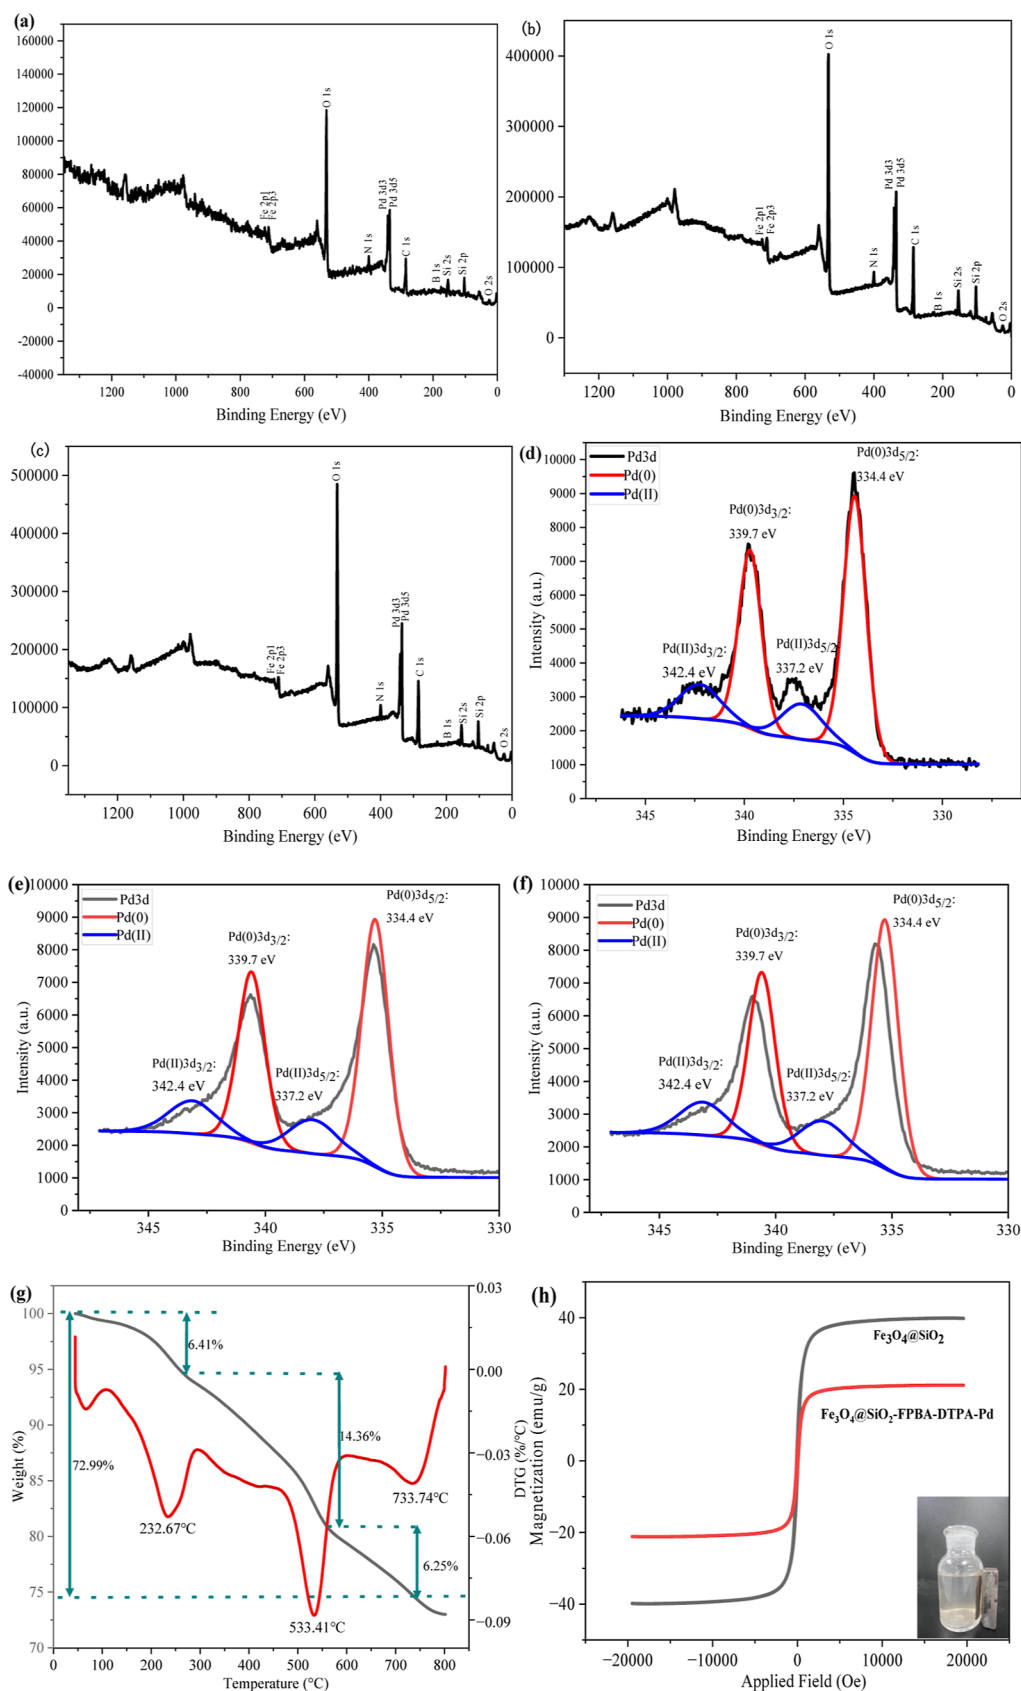 (a)
160000
140000
120000
100000
80000
60000
40000
20000
0
-20000
-40000
O 1s
Fe 2p1
Fe 2p3
N 1s
Pd 3d3
Pd 3d5
C 1s
B 1s
Si 2s
Si 2p
O 2s
1200 1000 800 600 400 200 0
Binding Energy (eV)
(b)
400000
300000
200000
100000
0
O 1s
Fe 2p1
Fe 2p3
N 1s
Pd 3d3
Pd 3d5
C 1s
B 1s
Si 2s
Si 2p
O 2s
1200 1000 800 600 400 200 0
Binding Energy (eV)
(c)
500000
400000
300000
200000
100000
0
O 1s
Fe 2p1
Fe 2p3
N 1s
Pd 3d3
Pd 3d5
C 1s
B 1s
Si 2s
Si 2p
O 2s
1200 1000 800 600 400 200 0
Binding Energy (eV)
(d)
Pd3d
Pd(0)
Pd(II)
Pd(0)3d5/2:
334.4 eV
Pd(0)3d3/2:
339.7 eV
Pd(II)3d3/2:
342.4 eV
Pd(II)3d5/2
337.2 eV
Intensity (a.u.)
10000
9000
8000
7000
6000
5000
4000
3000
2000
1000
0
345 340 335 330
Binding Energy (eV)
(e)
Pd3d
Pd(0)
Pd(II)
Pd(0)3d5/2:
334.4 eV
Pd(0)3d3/2:
339.7 eV
Pd(II)3d3/2:
342.4 eV
Pd(II)3d5/2:
337.2 eV
Intensity (a.u.)
10000
9000
8000
7000
6000
5000
4000
3000
2000
1000
0
345 340 335 330
Binding Energy (eV)
(f)
Pd3d
Pd(0)
Pd(II)
Pd(0)3d5/2:
334.4 eV
Pd(0)3d3/2:
339.7 eV
Pd(II)3d3/2:
342.4 eV
Pd(II)3d5/2:
337.2 eV
Intensity (a.u.)
10000
9000
8000
7000
6000
5000
4000
3000
2000
1000
0
345 340 335 330
Binding Energy (eV)
(g)
Weight (%)
100
95
90
85
80
75
70
6.41%
14.36%
72.99%
6.25%
232.67°C
533.41°C
733.74°C
0.03
0.00
−0.03
−0.06
−0.09
DTG (%/°C)
0 100 200 300 400 500 600 700 800
Temperature (°C)
(h)
Magnetization (emu/g)
40
20
0
−20
−40
Fe3O4@SiO2
Fe3O4@SiO2-FPBA-DTPA-Pd
−20000 −10000 0 10000 20000
Applied Field (Oe)